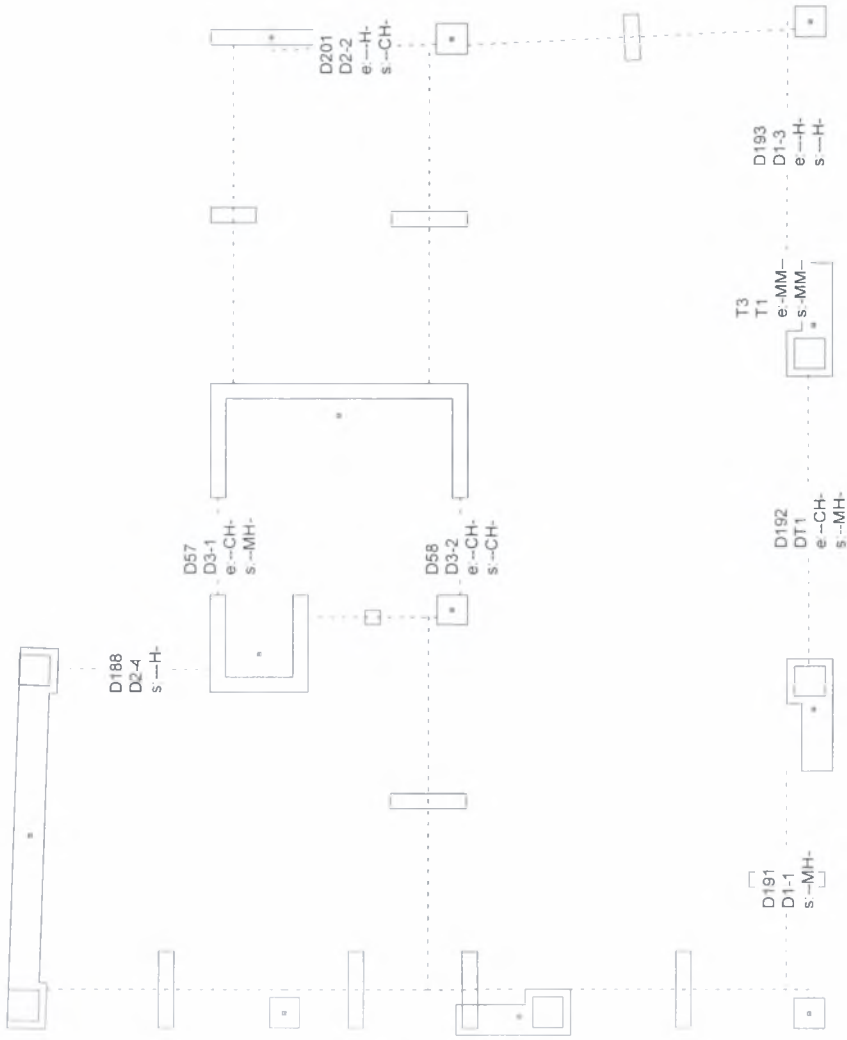 D201
D2-2
e:---H-
s:--CH-
D193
D1-3
e:---H-
s:---H-
T3
T1
e:-MM--
s:-MM--
D57
D3-1
e:--CH-
s:--MH-
D58
D3-2
e:--CH-
s:--CH-
D192
DT1
e:--CH-
s:--MH-
D188
D2-4
s:---H-
D191
D1-1
s:--MH-